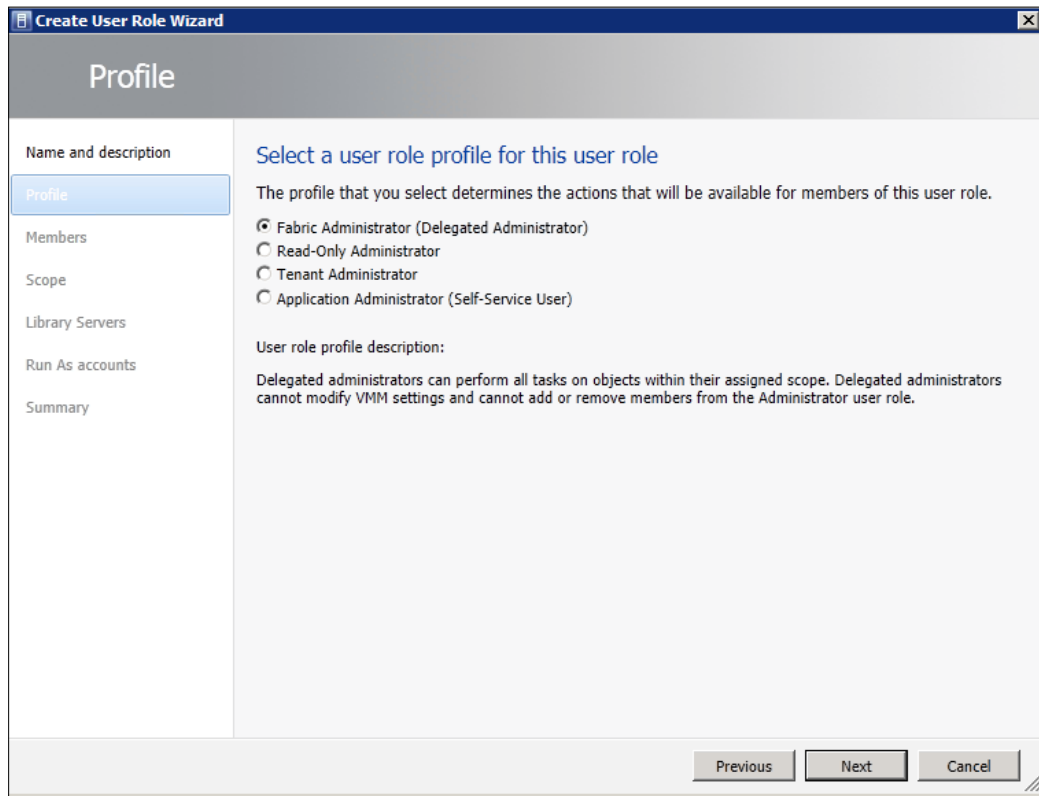 Create User Role Wizard
Profile
Name and description
Profile
Members
Scope
Library Servers
Run As accounts
Summary
Select a user role profile for this user role
The profile that you select determines the actions that will be available for members of this user role.
Fabric Administrator (Delegated Administrator)
Read-Only Administrator
Tenant Administrator
Application Administrator (Self-Service User)
User role profile description:
Delegated administrators can perform all tasks on objects within their assigned scope. Delegated administrators
cannot modify VMM settings and cannot add or remove members from the Administrator user role.
Previous
Next
Cancel